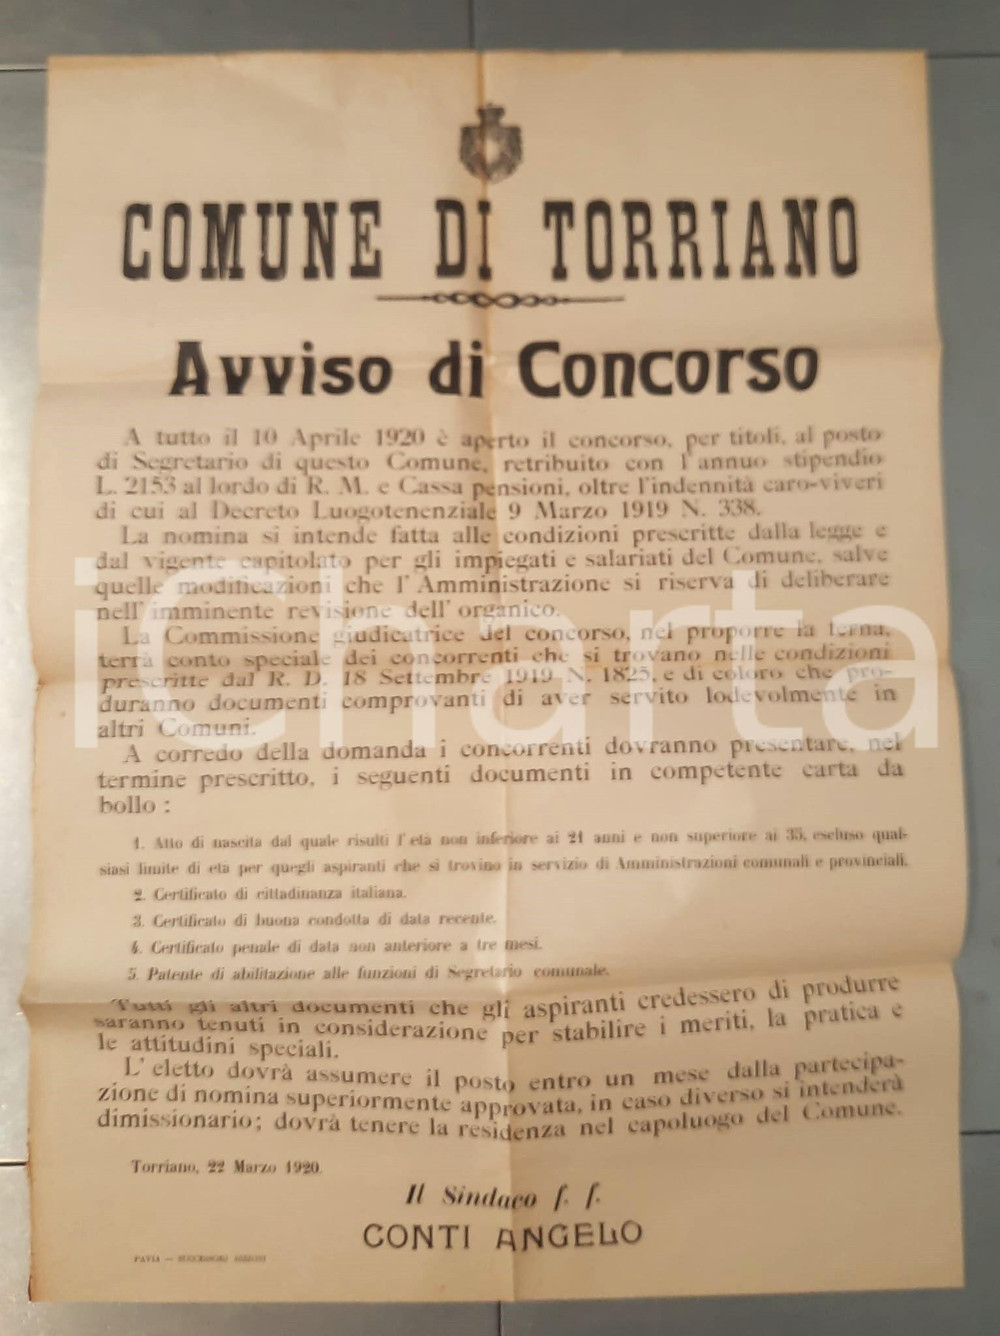 COMUNE DI TORRIANO
Avviso di Concorso
A tutto il 10 Aprile 1920 è aperto il concorso, per titoli, al posto
di Segretario di questo Comune, retribuito con l'annuo stipendio
L. 2153 al lordo di R. M. e Cassa pensioni, oltre l'indennità caro-viveri
di cui al Decreto Luogotenenziale 9 Marzo 1919 N. 338.
La nomina si intende fatta alle condizioni prescritte dalla legge e
dal vigente capitolato per gli impiegati e salariati del Comune, salve
quelle modificazioni che l'Amministrazione si riserva di deliberare
nell'imminente revisione dell'organico.
La Commissione giudicatrice del concorso, nel proporre la terna,
terrà conto speciale dei concorrenti che si trovano nelle condizioni
prescritte dal R. D. 18 Settembre 1919 N. 1825, e di coloro che pro-
duranno documenti comprovanti di aver servito lodevolmente in
altri Comuni.
A corredo della domanda i concorrenti dovranno presentare, nel
termine prescritto, i seguenti documenti in competente carta da
bollo :
1. Atto di nascita dal quale risulti l'età non inferiore ai 21 anni e non superiore ai 35, escluso qual-
siasi limite di età per quegli aspiranti che si trovino in servizio di Amministrazioni comunali e provinciali.
2. Certificato di cittadinanza italiana.
3. Certificato di buona condotta di data recente.
4. Certificato penale di data non anteriore a tre mesi.
5. Patente di abilitazione alle funzioni di Segretario comunale.
Tutti gli altri documenti che gli aspiranti credessero di produrre
saranno tenuti in considerazione per stabilire i meriti, la pratica e
le attitudini speciali.
L'eletto dovrà assumere il posto entro un mese dalla partecipa-
zione di nomina superiormente approvata, in caso diverso si intenderà
dimissionario; dovrà tenere la residenza nel capoluogo del Comune.
Torriano, 22 Marzo 1920.
Il Sindaco f. f.
CONTI ANGELO
PAVIA — SUCCESSORI
icharta